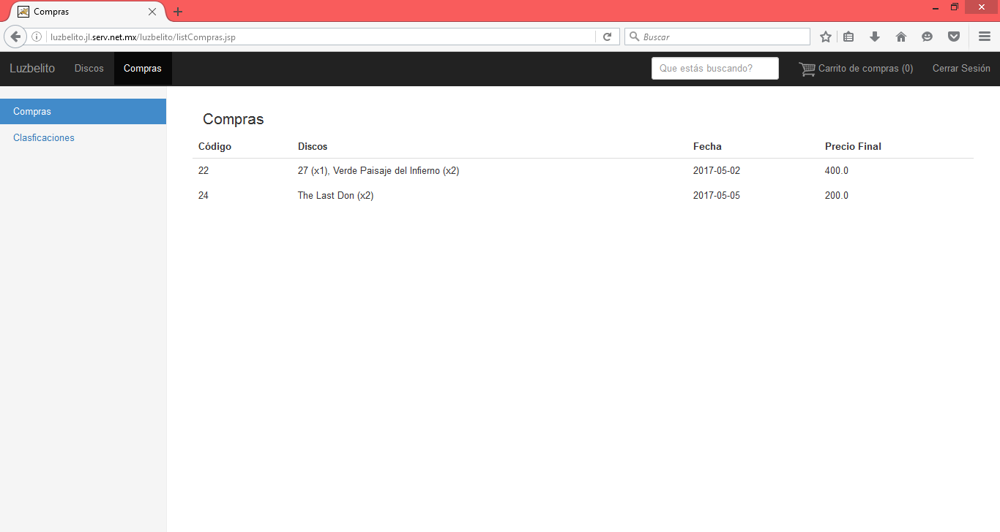 Compras
luzbelito.jl.serv.net.mx/luzbelito/listCompras.jsp
Buscar
Luzbelito Discos Compras
Que estás buscando?
Carrito de compras (0) Cerrar Sesión
Compras
Clasficaciones
Compras
Código Discos Fecha Precio Final
22 27 (x1), Verde Paisaje del Infierno (x2) 2017-05-02 400.0
24 The Last Don (x2) 2017-05-05 200.0